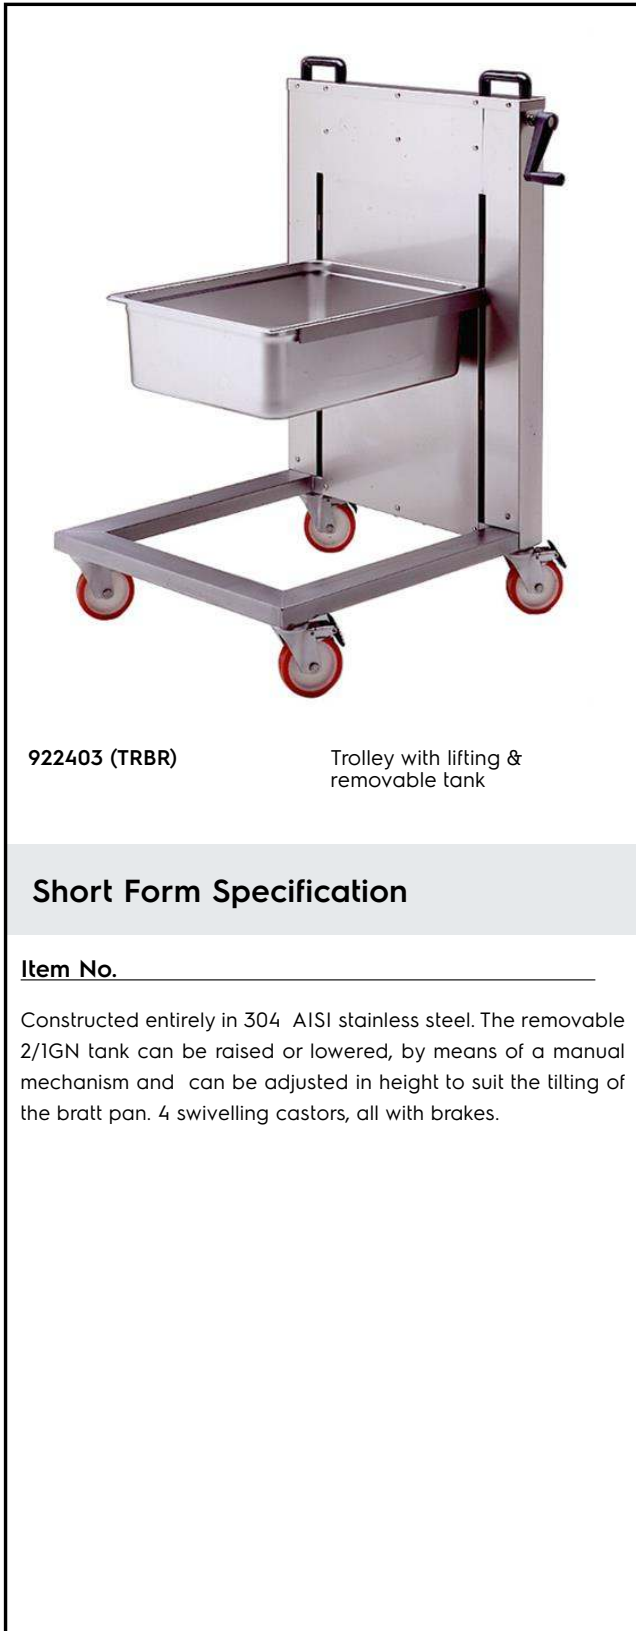 922403 (TRBR)
Trolley with lifting &
removable tank
Short Form Specification
Item No.
Constructed entirely in 304  AISI stainless steel. The removable
2/1GN tank can be raised or lowered, by means of a manual
mechanism and  can be adjusted in height to suit the tilting of
the bratt pan. 4 swivelling castors, all with brakes.